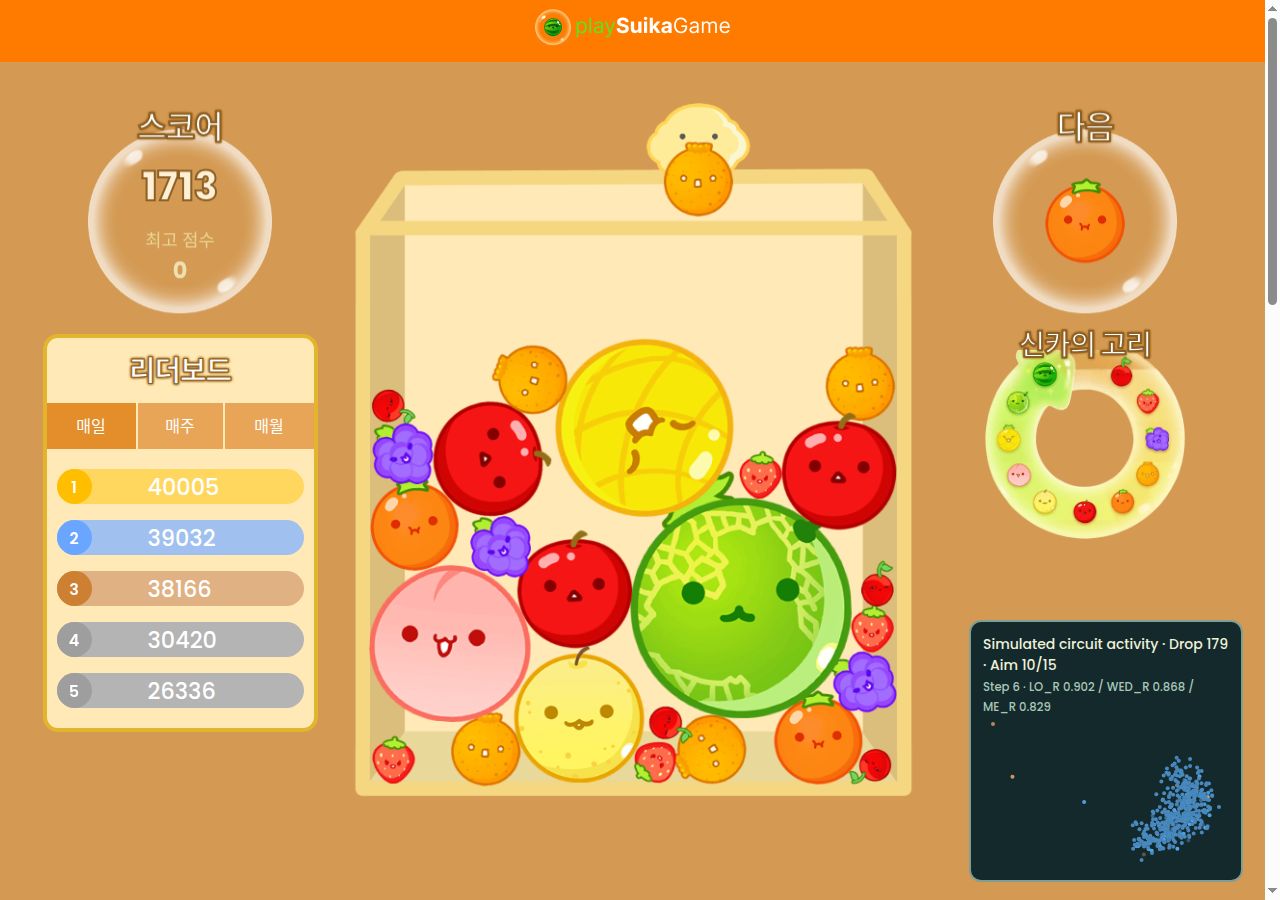 playSuikaGame
스코어
1713
최고 점수
0
리더보드
매일 매주 매월
1 40005
2 39032
3 38166
4 30420
5 26336
다음
신카의 고리
Simulated circuit activity · Drop 179
· Aim 10/15
Step 6 · LO_R 0.902 / WED_R 0.868 /
ME_R 0.829